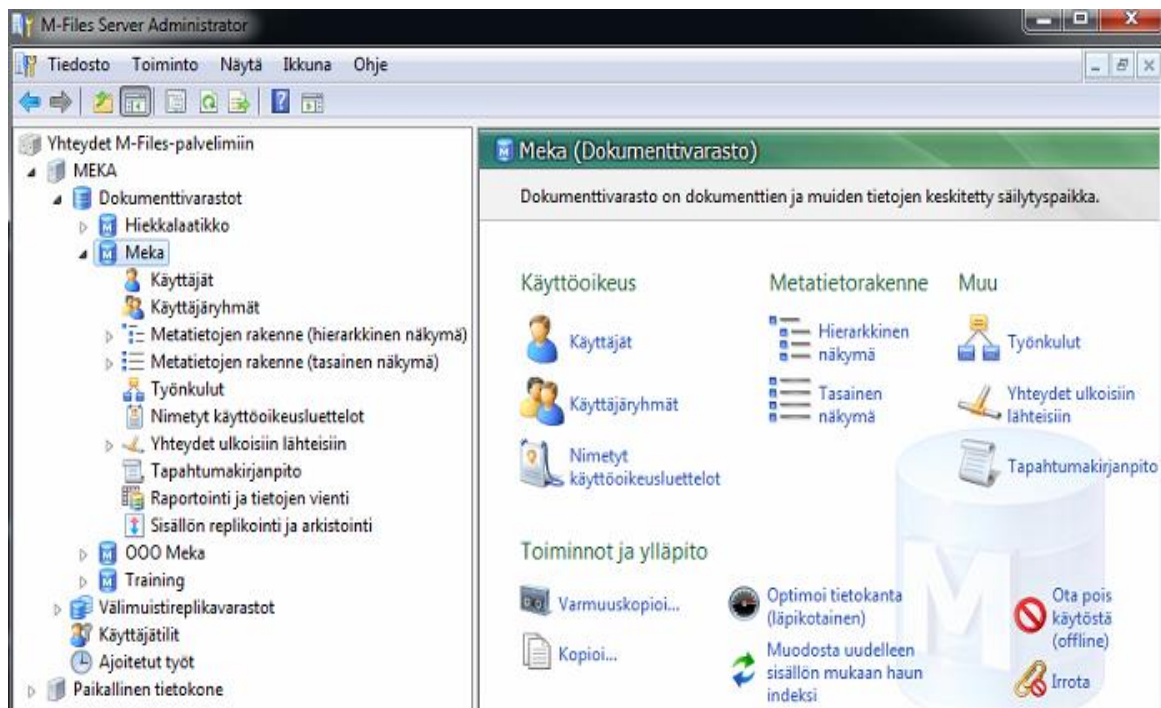 M-Files Server Administrator
Tiedosto Toiminto Näytä Ikkuna Ohje
Yhteydet M-Files-palvelimiin
MEKA
Dokumenttivarastot
Hiekkalaatikko
Meka
Käyttäjät
Käyttäjäryhmät
Metatietojen rakenne (hierarkkinen näkymä)
Metatietojen rakenne (tasainen näkymä)
Työnkulut
Nimetyt käyttöoikeusluettelot
Yhteydet ulkoisiin lähteisiin
Tapahtumakirjanpito
Raportointi ja tietojen vienti
Sisällön replikointi ja arkistointi
OOO Meka
Training
Välimuistireplikavarastot
Käyttäjätilit
Ajoitetut työt
Paikallinen tietokone
Meka (Dokumenttivarasto)
Dokumenttivarasto on dokumenttien ja muiden tietojen keskitetty säilytyspaikka.
Käyttöoikeus
Käyttäjät
Käyttäjäryhmät
Nimetyt
käyttöoikeusluettelot
Metatietorakenne
Hierarkkinen
näkymä
Tasainen
näkymä
Muu
Työnkulut
Yhteydet ulkoisiin
lähteisiin
Tapahtumakirjanpito
Toiminnot ja ylläpito
Varmuuskopioi...
Kopioi...
Optimoi tietokanta
(läpikotainen)
Muodosta uudelleen
sisällön mukaan haun
indeksi
Ota pois
käytöstä
(offline)
Irrota